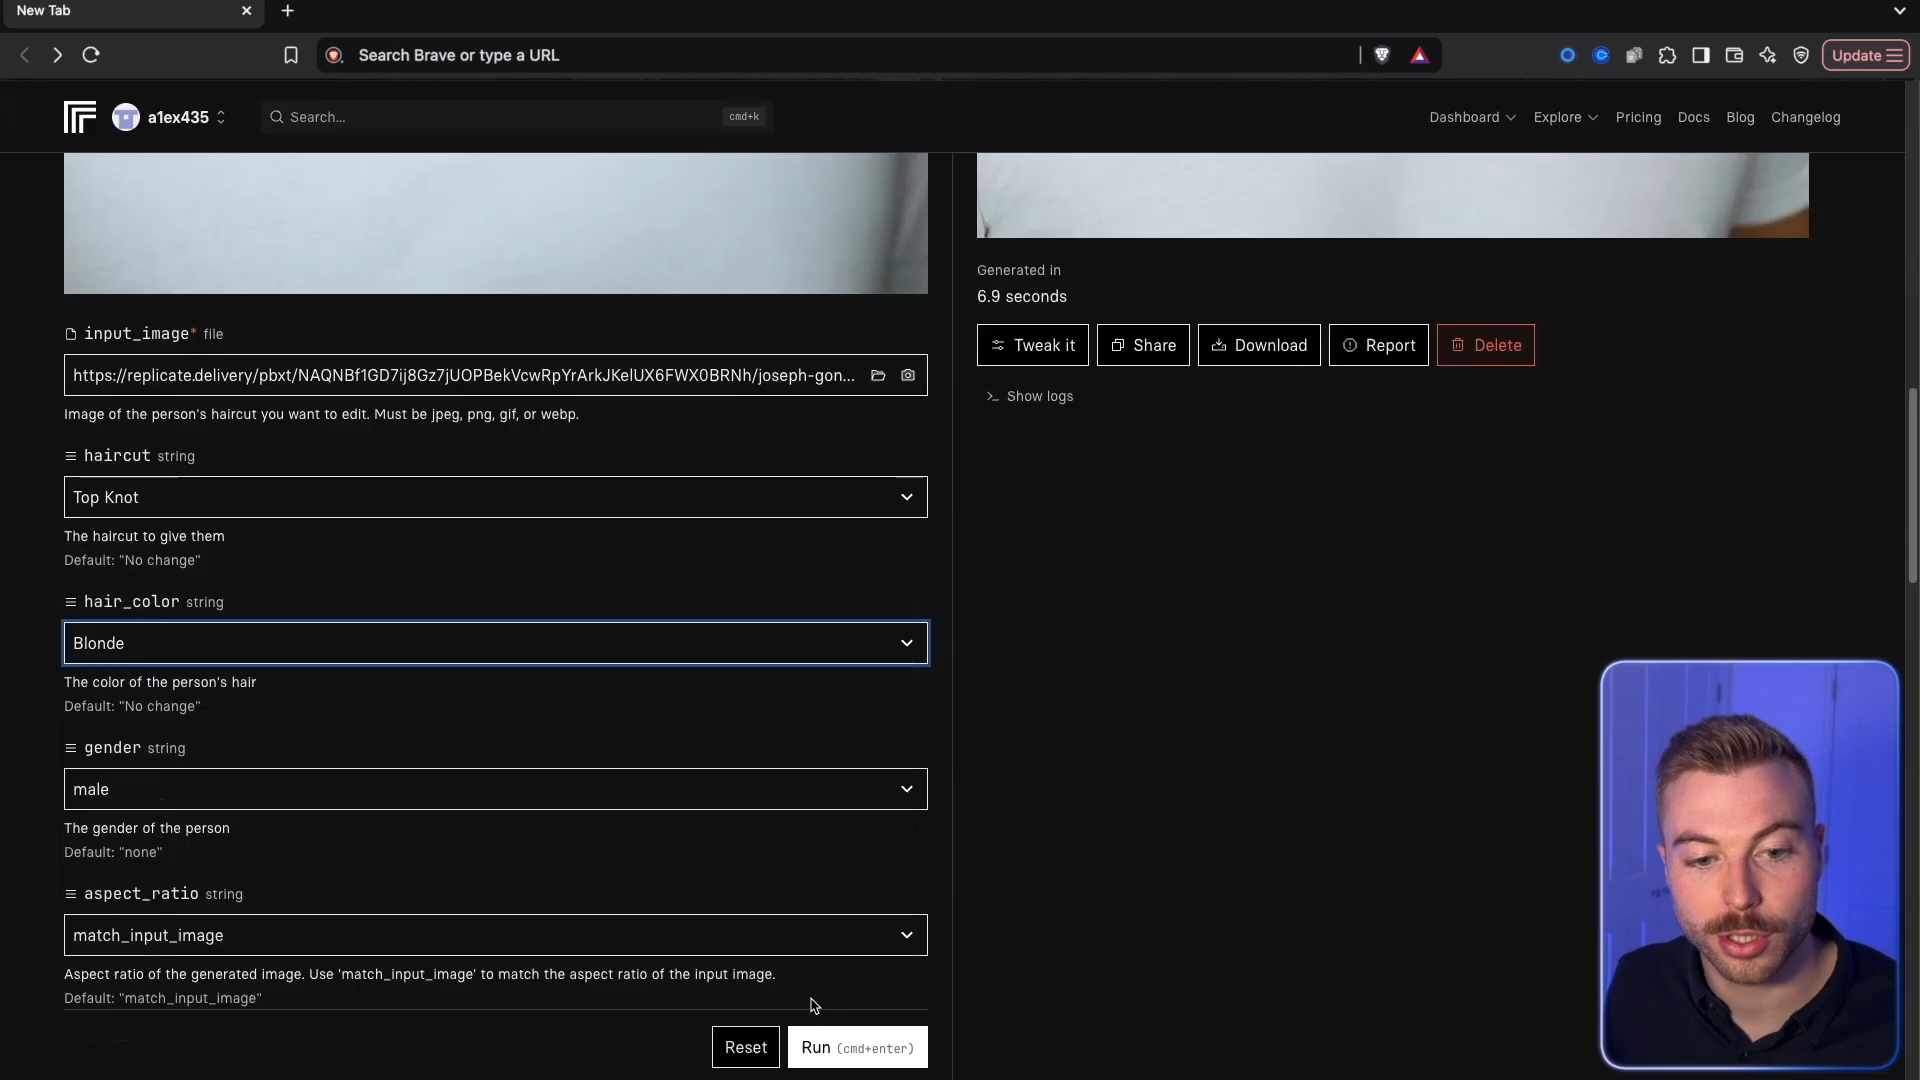 New Tab
Search Brave or type a URL
Update
a1ex435
Search...
cmd+k
Dashboard
Explore
Pricing
Docs
Blog
Changelog
input_image* file
https://replicate.delivery/pbxt/NAQNBf1GD7ij8Gz7jUOPBekVcwRpYrArkJKelUX6FWX0BRNh/joseph-gon...
Image of the person's haircut you want to edit. Must be jpeg, png, gif, or webp.
haircut string
Top Knot
The haircut to give them
Default: "No change"
hair_color string
Blonde
The color of the person's hair
Default: "No change"
gender string
male
The gender of the person
Default: "none"
aspect_ratio string
match_input_image
Aspect ratio of the generated image. Use 'match_input_image' to match the aspect ratio of the input image.
Default: "match_input_image"
Reset
Run (cmd+enter)
Generated in
6.9 seconds
Tweak it
Share
Download
Report
Delete
Show logs